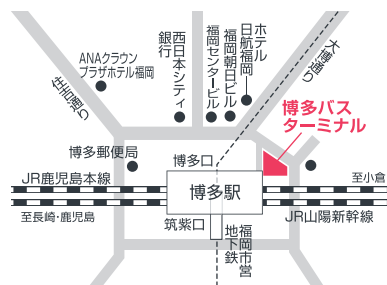 ANAクラウン
プラザホテル福岡
住吉通り
西日本シティ
銀行
福岡センタービル
福岡朝日ビル
ホテル
日航福岡
大博通り
博多バス
ターミナル
博多郵便局
博多口
JR鹿児島本線
至小倉
博多駅
至長崎・鹿児島
筑紫口
JR山陽新幹線
福岡市営
地下鉄